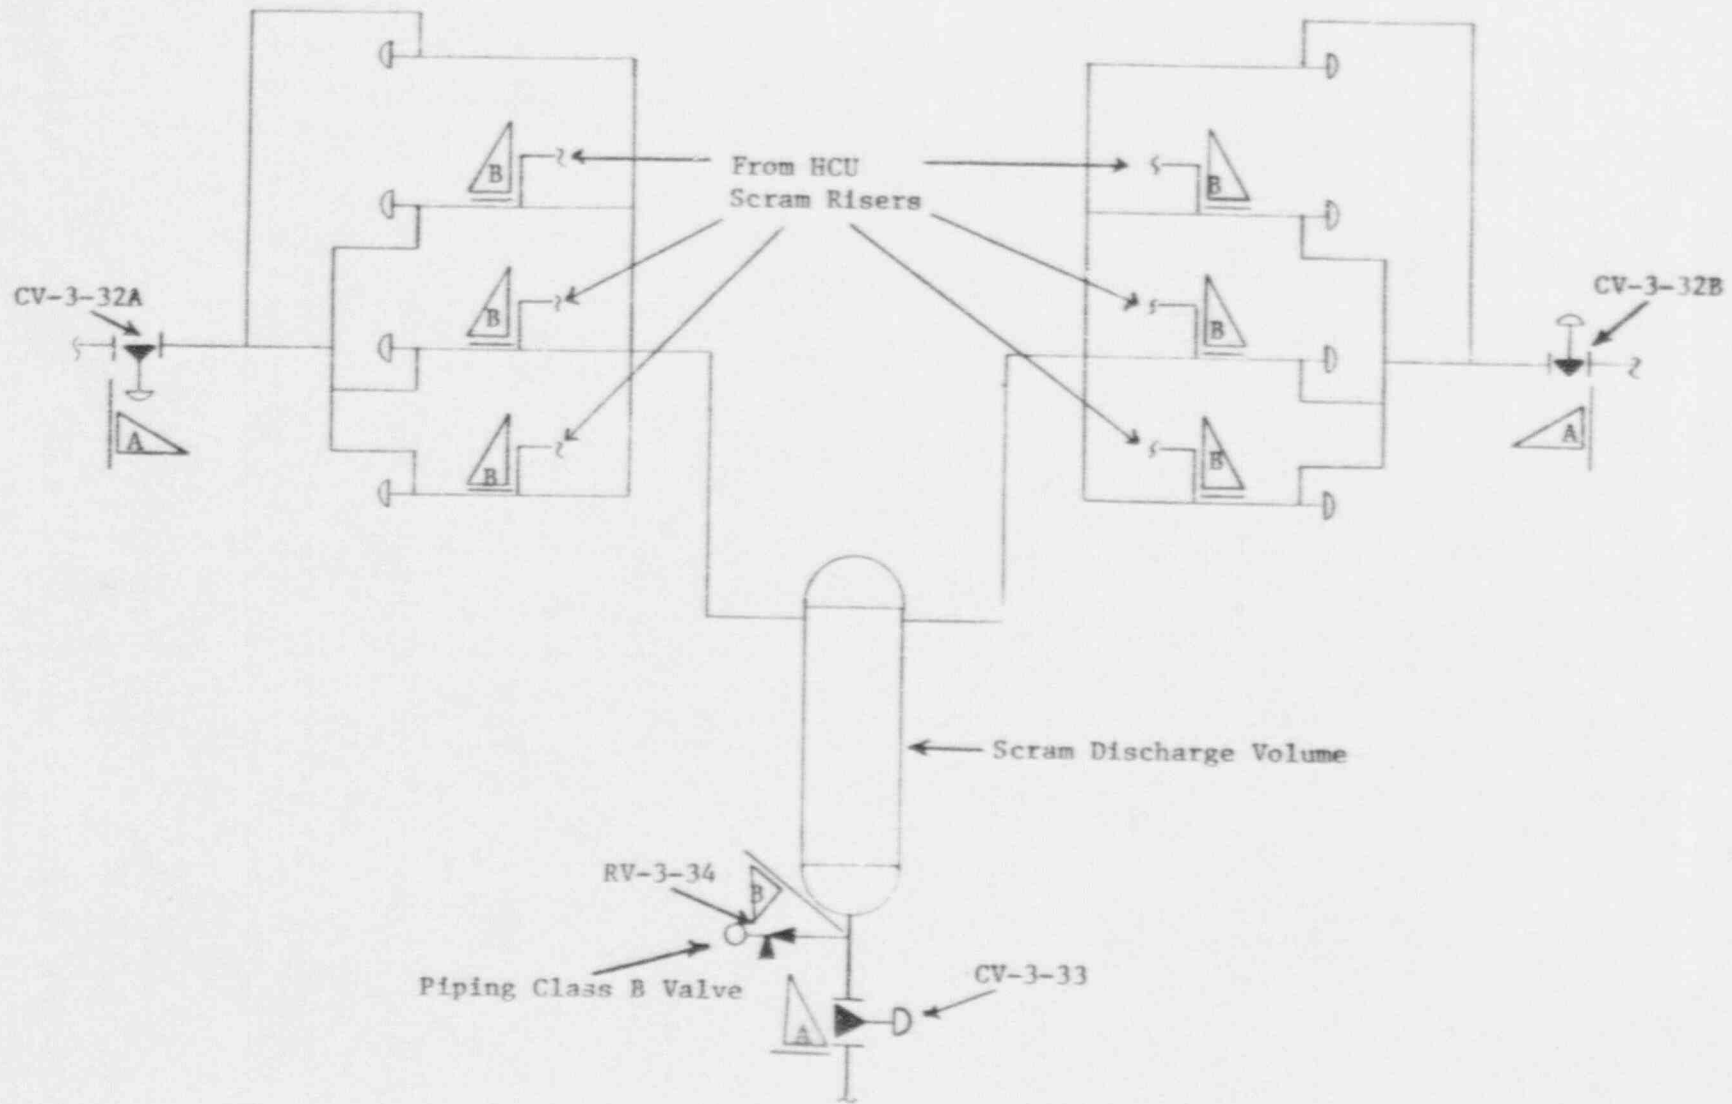 B
B
From HCU
Scram Risers
B
B
CV-3-32A
CV-3-32B
A
A
B
B
Scram Discharge Volume
RV-3-34
B
Piping Class B Valve
CV-3-33
A